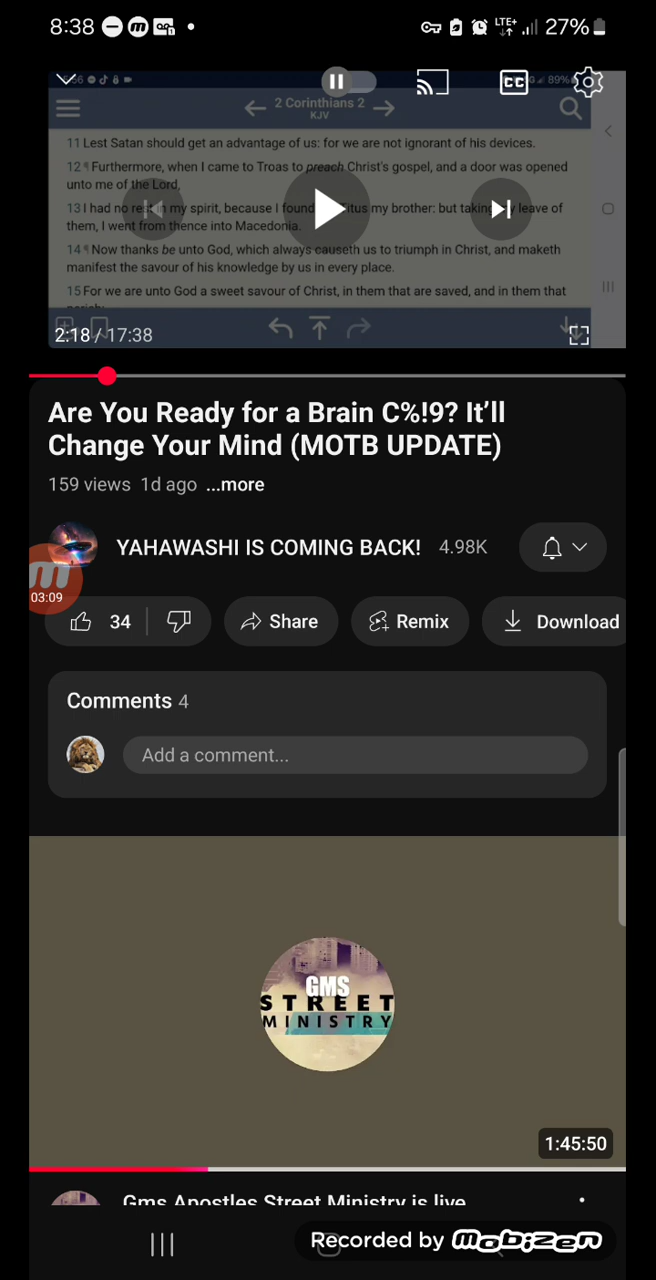 8:38
LTE+ 27%
89%
2 Corinthians 2
KJV
11 Lest Satan should get an advantage of us: for we are not ignorant of his devices.
12 ¶ Furthermore, when I came to Troas to preach Christ's gospel, and a door was opened
unto me of the Lord,
13 I had no rest in my spirit, because I found Titus my brother: but taking leave of
them, I went from thence into Macedonia.
14 ¶ Now thanks be unto God, which always causeth us to triumph in Christ, and maketh
manifest the savour of his knowledge by us in every place.
15 For we are unto God a sweet savour of Christ, in them that are saved, and in them that
CC
2:18 / 17:38
Are You Ready for a Brain C%!9? It’ll
Change Your Mind (MOTB UPDATE)
159 views 1d ago ...more
YAHAWASHI IS COMING BACK! 4.98K
m
03:09
34 Share Remix Download
Comments 4
Add a comment...
GMS
STREET
MINISTRY
1:45:50
Gms Apostles Street Ministry is live
Recorded by mobizen